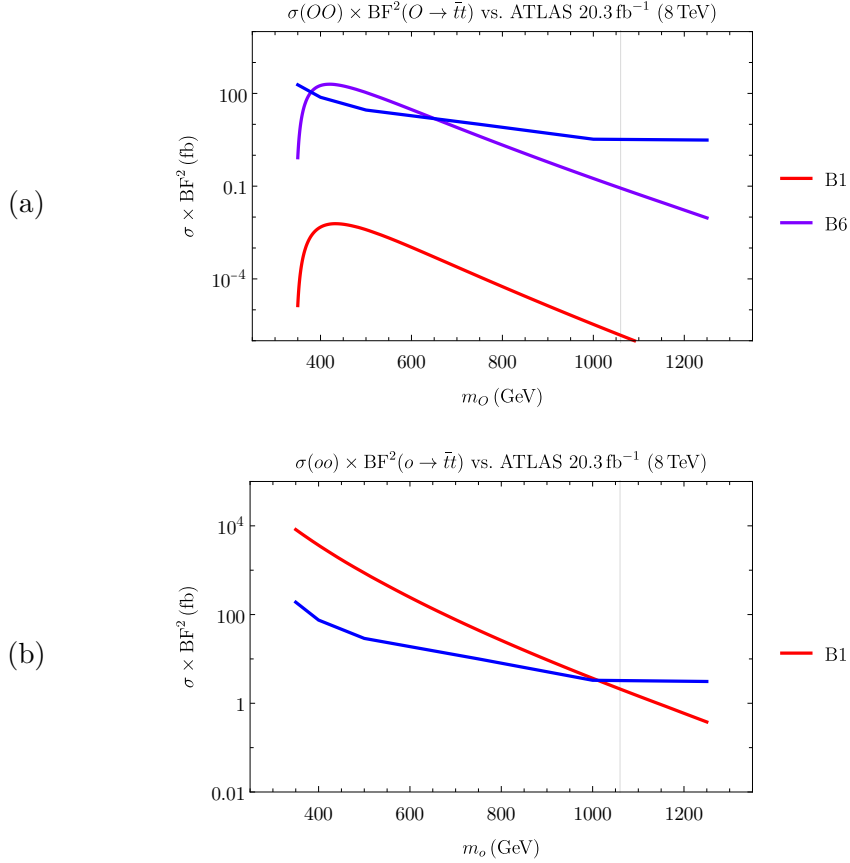 σ(OO) × BF²(O → t̄t) vs. ATLAS 20.3 fb⁻¹ (8 TeV)
(a)
σ × BF² (fb)
100
0.1
10⁻⁴
400 600 800 1000 1200
m_O (GeV)
B1
B6
σ(oo) × BF²(o → t̄t) vs. ATLAS 20.3 fb⁻¹ (8 TeV)
(b)
σ × BF² (fb)
10⁴
100
1
0.01
400 600 800 1000 1200
m_o (GeV)
B1